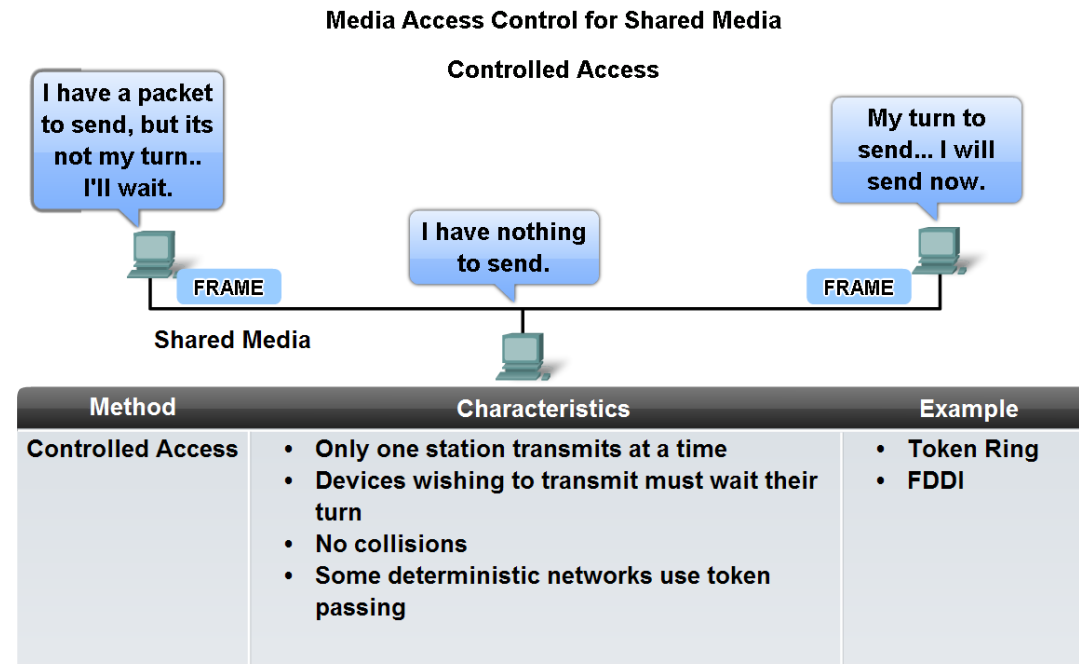 Media Access Control for Shared Media
Controlled Access
I have a packet
to send, but its
not my turn..
I'll wait.
My turn to
send... I will
send now.
I have nothing
to send.
FRAME
FRAME
Shared Media
Method
Characteristics
Example
Controlled Access
• Only one station transmits at a time
• Devices wishing to transmit must wait their
turn
• No collisions
• Some deterministic networks use token
passing
• Token Ring
• FDDI